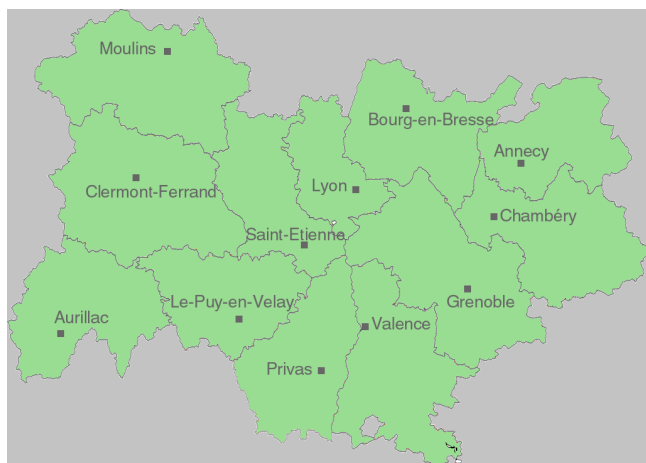 Moulins
Bourg-en-Bresse
Annecy
Clermont-Ferrand
Lyon
Chambéry
Saint-Etienne
Le-Puy-en-Velay
Grenoble
Aurillac
Valence
Privas